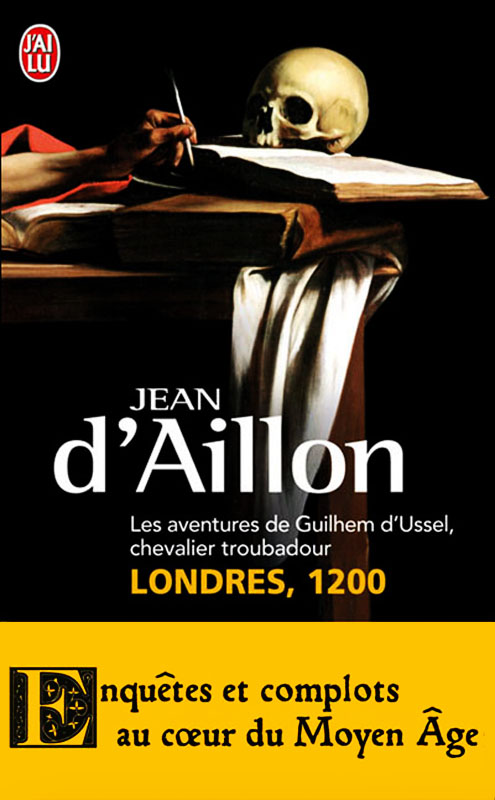 J'AI
LU
JEAN
d'Aillon
Les aventures de Guilhem d'Ussel,
chevalier troubadour
LONDRES, 1200
Enquêtes et complots
au cœur du Moyen Âge